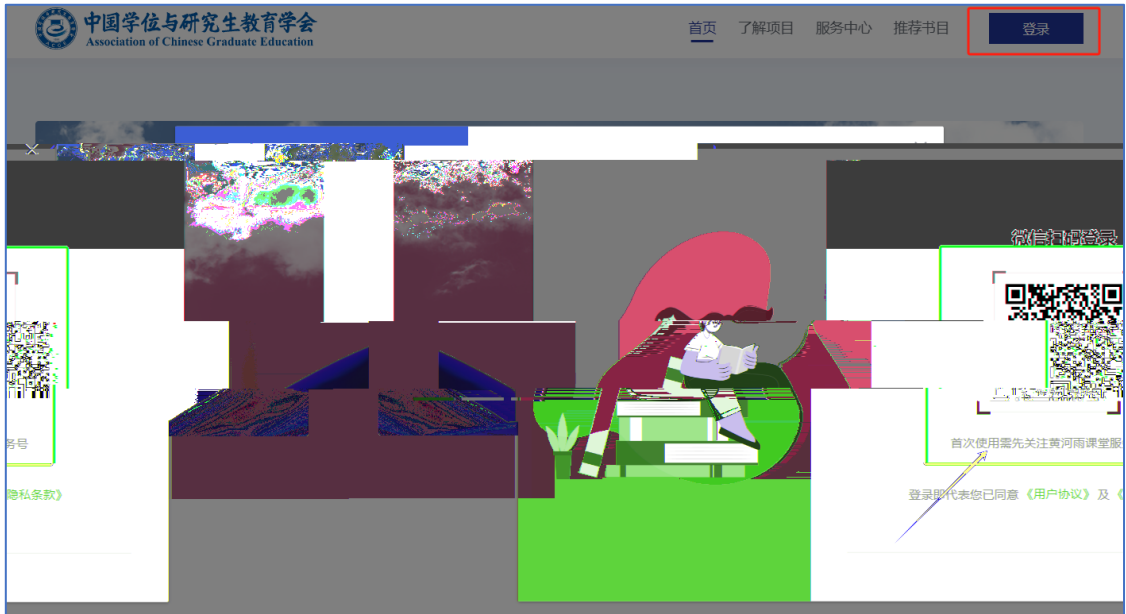 中国学位与研究生教育学会
Association of Chinese Graduate Education
首页 了解项目 服务中心 推荐书目 登录
微信扫码登录
首次使用需先关注黄河雨课堂服
务号
登录即代表您已同意《用户协议》及《
隐私条款》